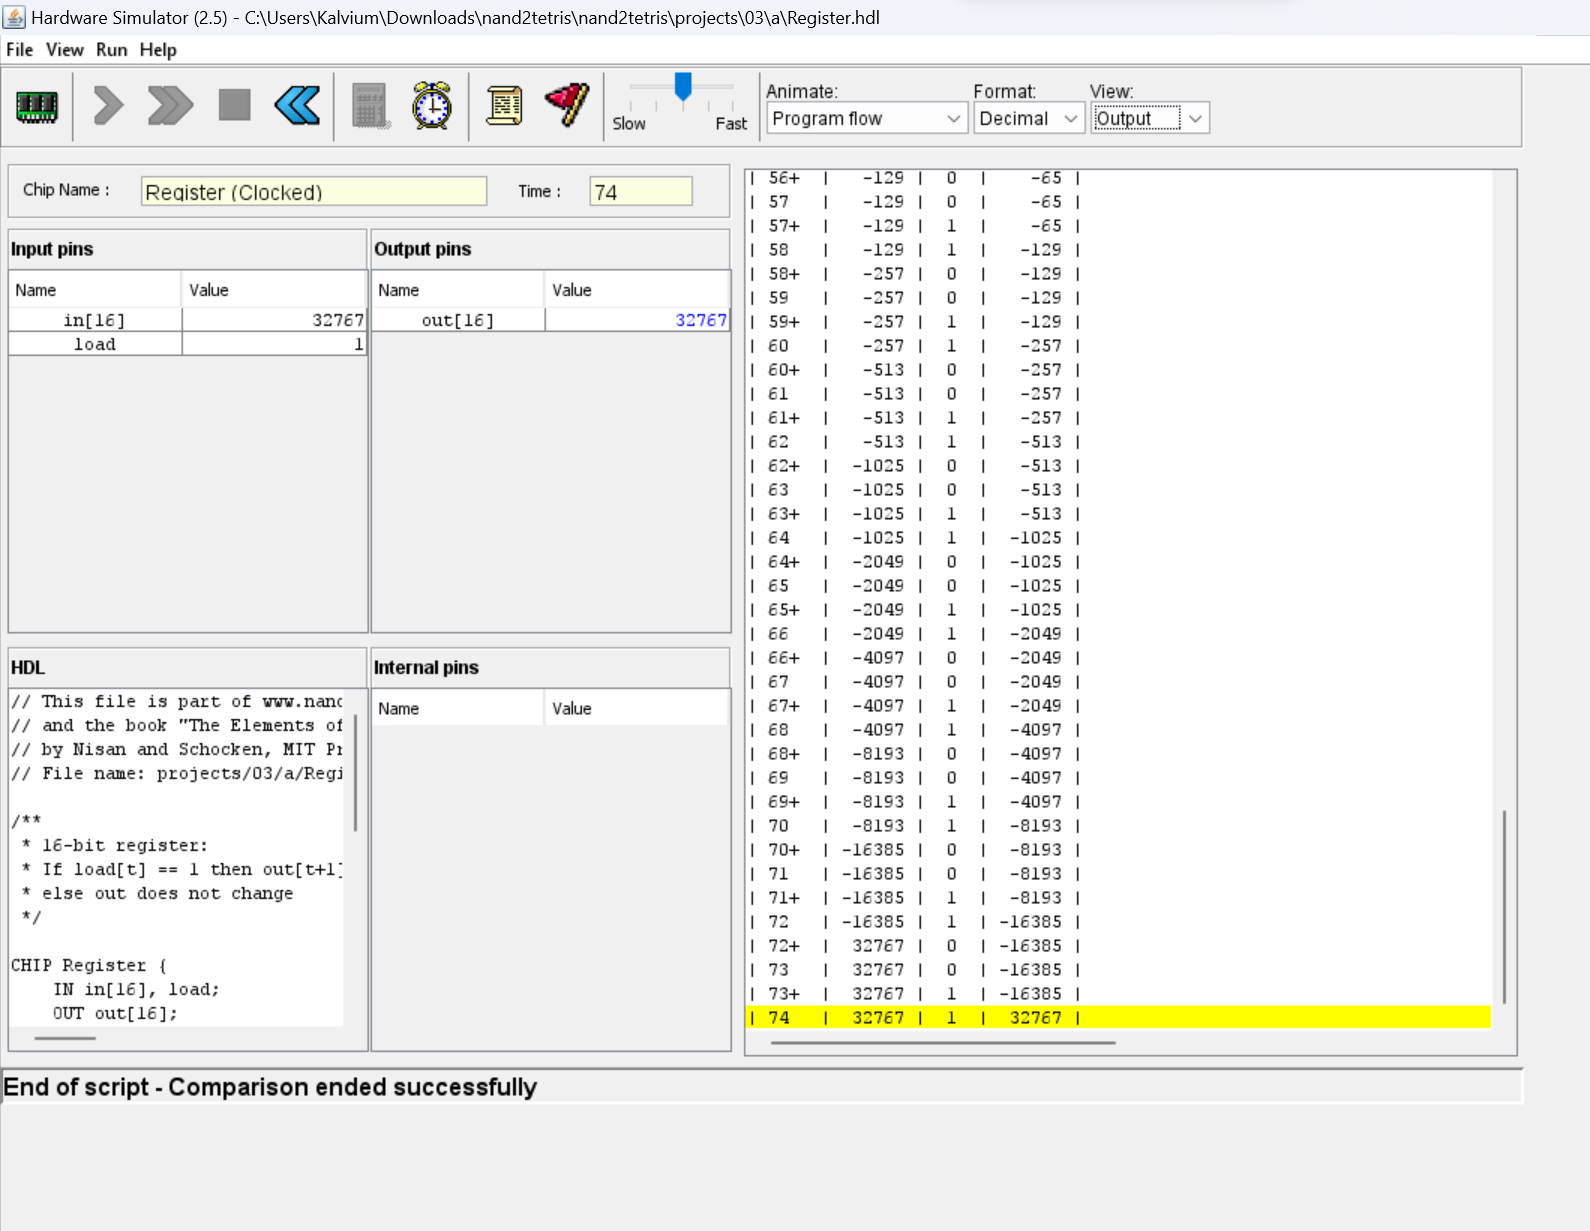 Hardware Simulator (2.5) - C:\Users\Kalvium\Downloads\nand2tetris\nand2tetris\projects\03\a\Register.hdl
File View Run Help
Slow Fast
Animate:
Program flow
Format:
Decimal
View:
Output
Chip Name : Register (Clocked) Time : 74
Input pins
Name Value
in[16] 32767
load 1
Output pins
Name Value
out[16] 32767
HDL
// This file is part of www.nand
// and the book "The Elements of
// by Nisan and Schocken, MIT Pr
// File name: projects/03/a/Regi
/**
* 16-bit register:
* If load[t] == 1 then out[t+1]
* else out does not change
*/
CHIP Register {
IN in[16], load;
OUT out[16];
Internal pins
Name Value
| 56+ | -129 | 0 | -65 |
| 57 | -129 | 0 | -65 |
| 57+ | -129 | 1 | -65 |
| 58 | -129 | 1 | -129 |
| 58+ | -257 | 0 | -129 |
| 59 | -257 | 0 | -129 |
| 59+ | -257 | 1 | -129 |
| 60 | -257 | 1 | -257 |
| 60+ | -513 | 0 | -257 |
| 61 | -513 | 0 | -257 |
| 61+ | -513 | 1 | -257 |
| 62 | -513 | 1 | -513 |
| 62+ | -1025 | 0 | -513 |
| 63 | -1025 | 0 | -513 |
| 63+ | -1025 | 1 | -513 |
| 64 | -1025 | 1 | -1025 |
| 64+ | -2049 | 0 | -1025 |
| 65 | -2049 | 0 | -1025 |
| 65+ | -2049 | 1 | -1025 |
| 66 | -2049 | 1 | -2049 |
| 66+ | -4097 | 0 | -2049 |
| 67 | -4097 | 0 | -2049 |
| 67+ | -4097 | 1 | -2049 |
| 68 | -4097 | 1 | -4097 |
| 68+ | -8193 | 0 | -4097 |
| 69 | -8193 | 0 | -4097 |
| 69+ | -8193 | 1 | -4097 |
| 70 | -8193 | 1 | -8193 |
| 70+ | -16385 | 0 | -8193 |
| 71 | -16385 | 0 | -8193 |
| 71+ | -16385 | 1 | -8193 |
| 72 | -16385 | 1 | -16385 |
| 72+ | 32767 | 0 | -16385 |
| 73 | 32767 | 0 | -16385 |
| 73+ | 32767 | 1 | -16385 |
| 74 | 32767 | 1 | 32767 |
End of script - Comparison ended successfully